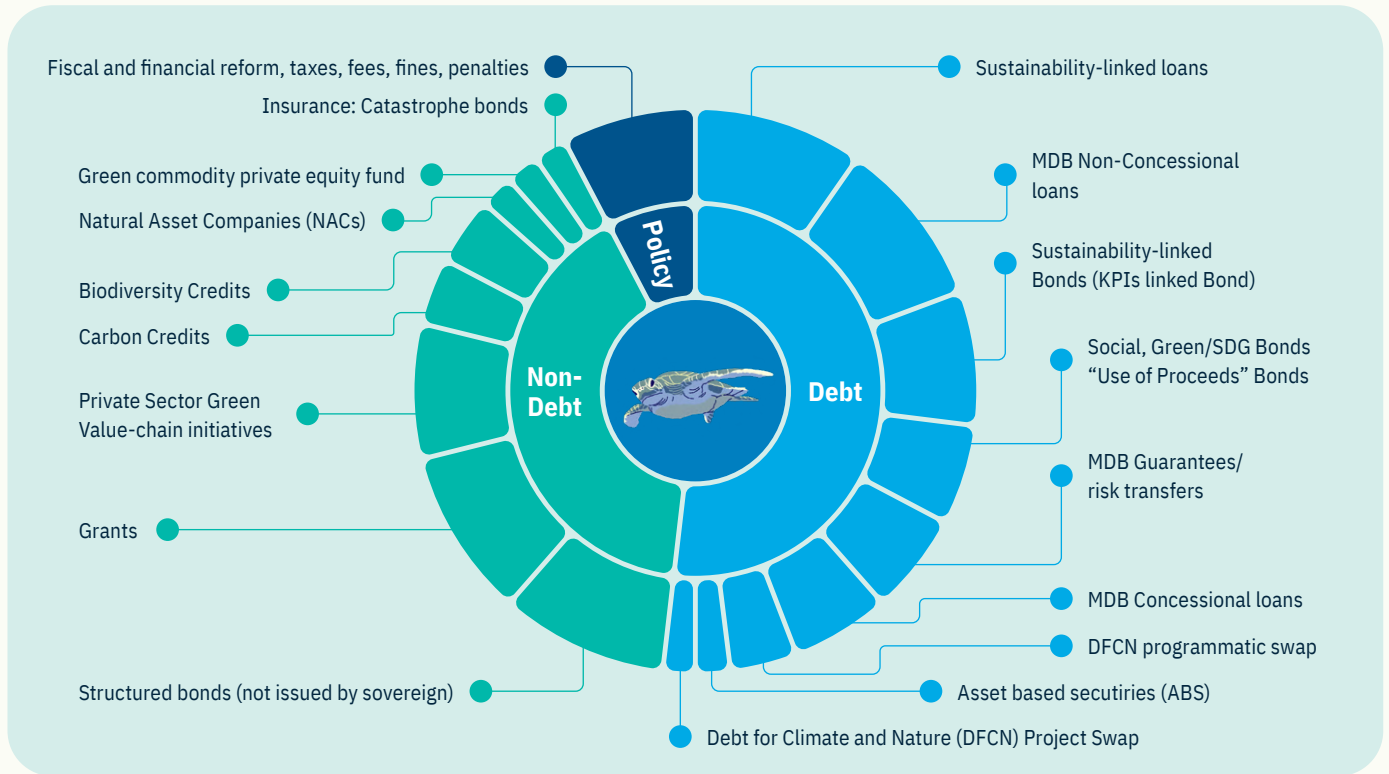 Fiscal and financial reform, taxes, fees, fines, penalties
Insurance: Catastrophe bonds
Green commodity private equity fund
Natural Asset Companies (NACs)
Biodiversity Credits
Carbon Credits
Private Sector Green
Value-chain initiatives
Grants
Structured bonds (not issued by sovereign)
Policy
Non-
Debt
Debt
Sustainability-linked loans
MDB Non-Concessional
loans
Sustainability-linked
Bonds (KPIs linked Bond)
Social, Green/SDG Bonds
“Use of Proceeds” Bonds
MDB Guarantees/
risk transfers
MDB Concessional loans
DFCN programmatic swap
Asset based secutiries (ABS)
Debt for Climate and Nature (DFCN) Project Swap